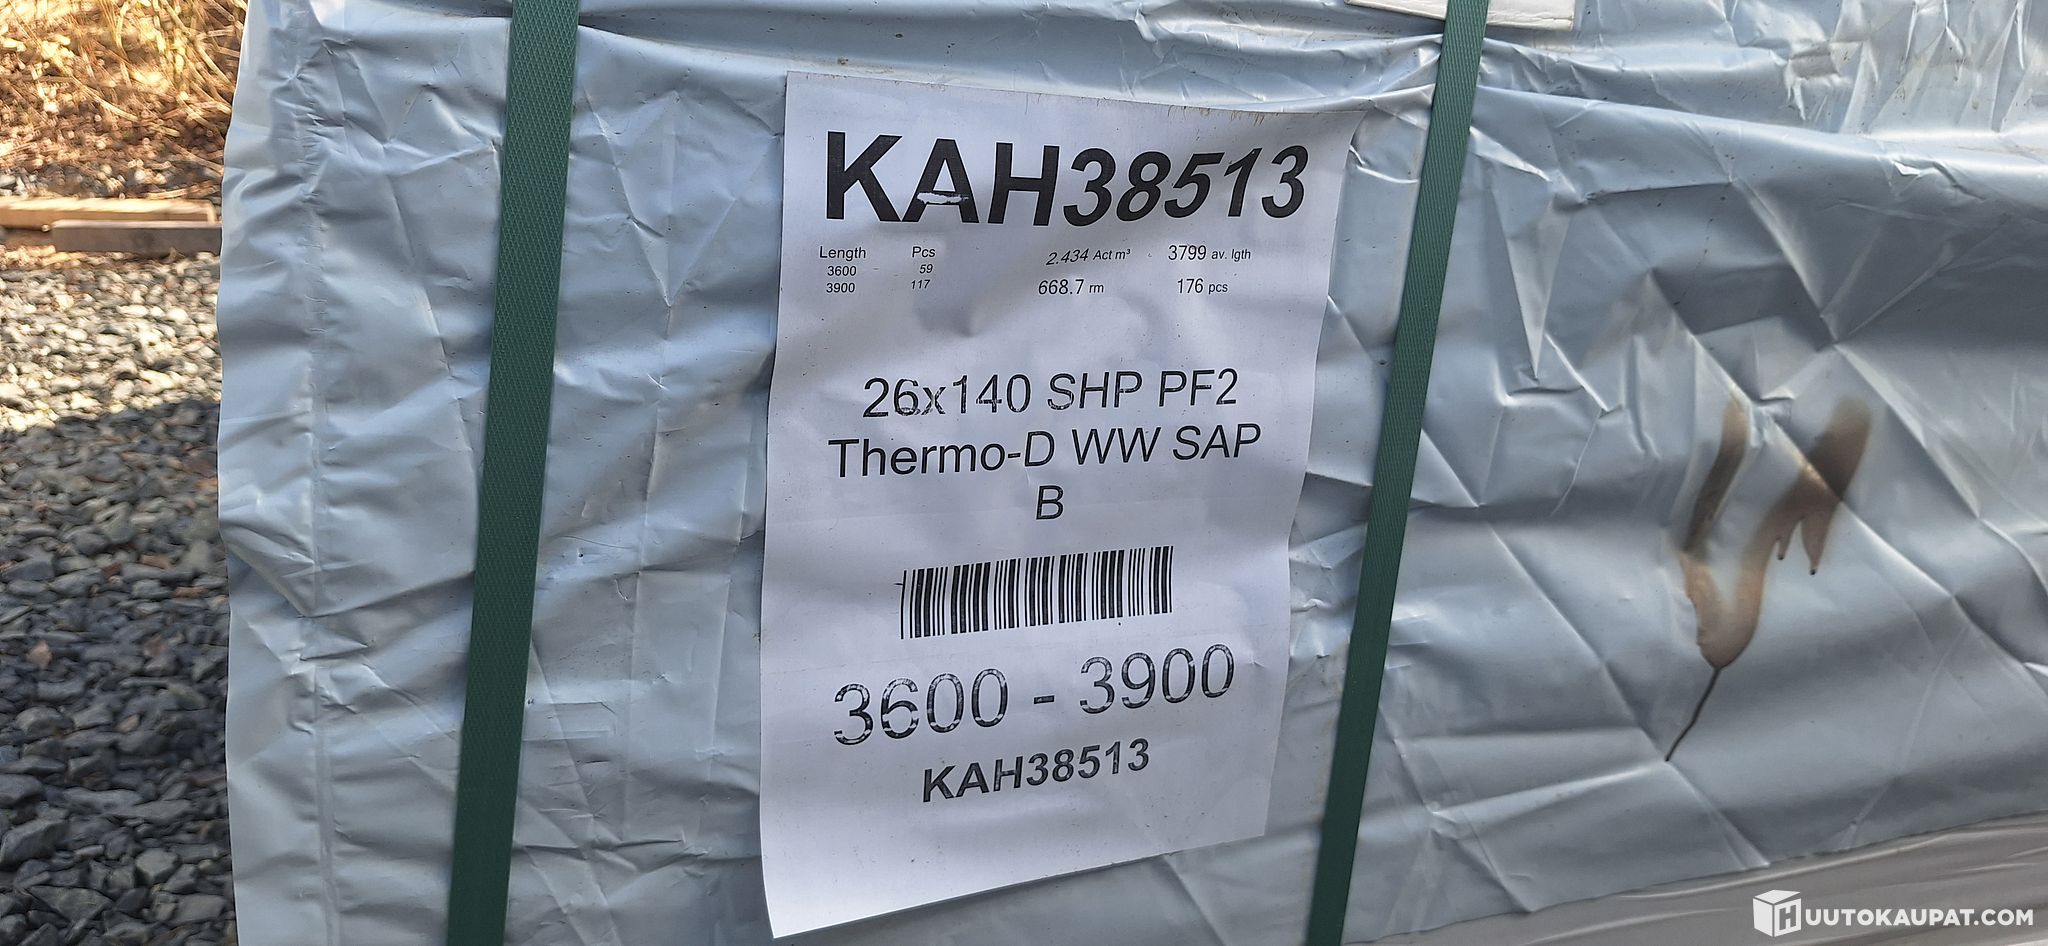 KAH38513
Length Pcs 2.434 Act m³ 3799 av. lgth
3600 59
3900 117 668.7 rm 176 pcs
26x140 SHP PF2
Thermo-D WW SAP
B
3600 - 3900
KAH38513
HUUTOKAUPAT.COM